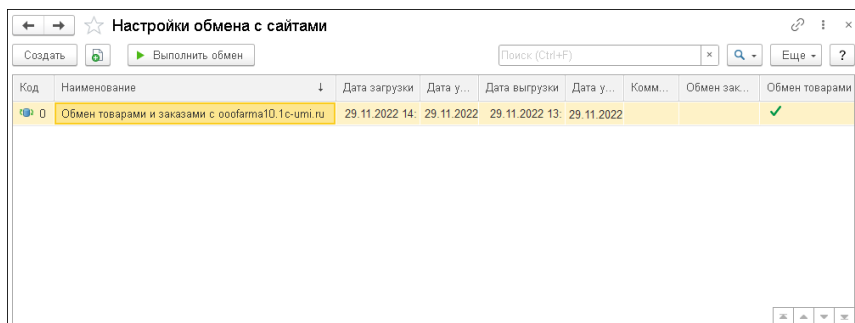 Настройки обмена с сайтами
Создать Выполнить обмен Поиск (Ctrl+F) × Еще ?
Код Наименование ↓ Дата загрузки Дата у... Дата выгрузки Дата у... Комм... Обмен зак... Обмен товарами
0 Обмен товарами и заказами с ooofarma10.1c-umi.ru 29.11.2022 14: 29.11.2022 29.11.2022 13: 29.11.2022